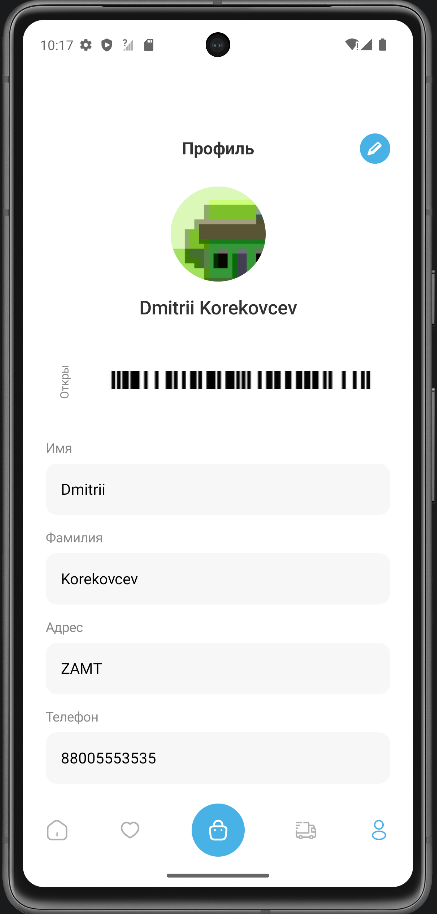 10:17
Профиль
Dmitrii Korekovcev
Откры
Имя
Dmitrii
Фамилия
Korekovcev
Адрес
ZAMT
Телефон
88005553535